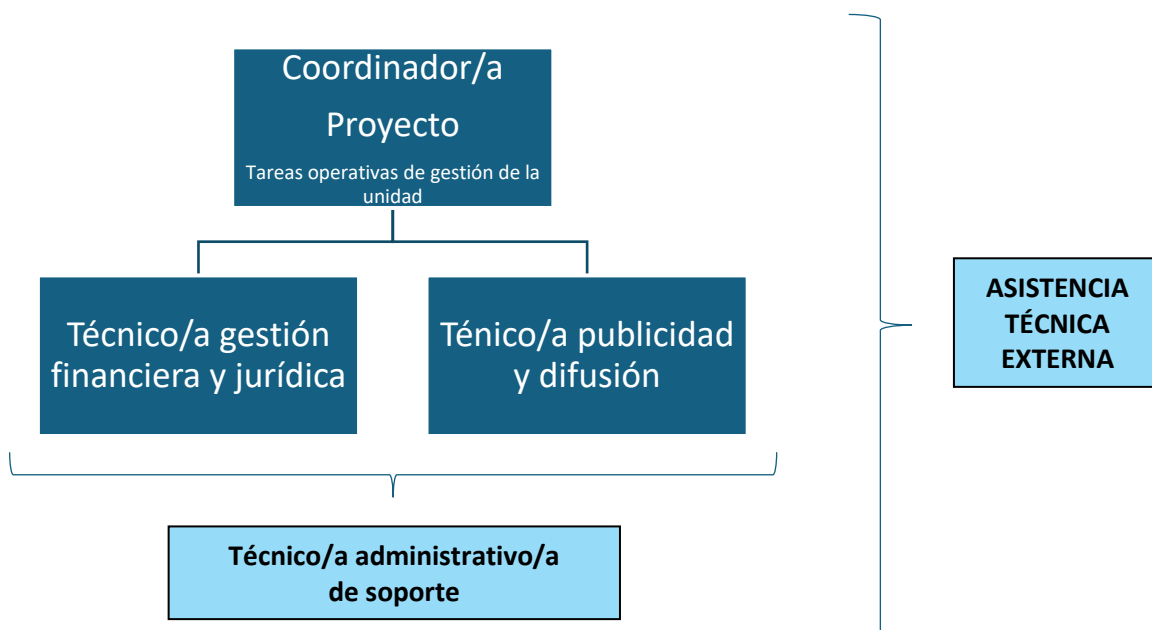 Coordinador/a
Proyecto
Tareas operativas de gestión de la
unidad
Técnico/a gestión
financiera y jurídica
Ténico/a publicidad
y difusión
ASISTENCIA
TÉCNICA
EXTERNA
Técnico/a administrativo/a
de soporte